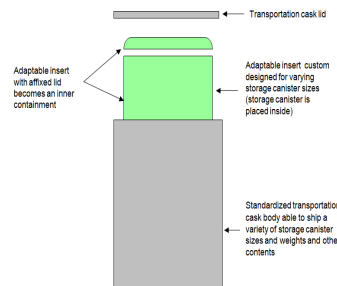 Transportation cask lid
Adaptable insert
with affixed lid
becomes an inner
containment
Adaptable insert custom
designed for varying
storage canister sizes
(storage canister is
placed inside)
Standardized transportation
cask body able to ship a
variety of storage canister
sizes and weights and other
contents